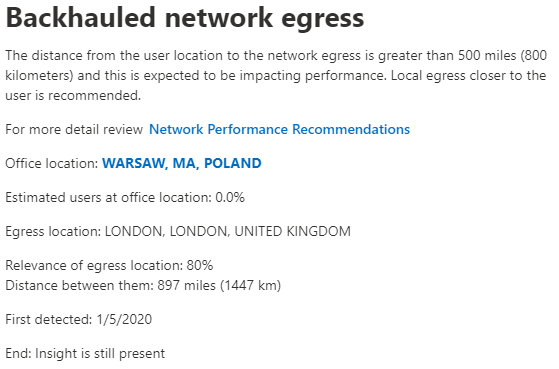 Backhauled network egress
The distance from the user location to the network egress is greater than 500 miles (800
kilometers) and this is expected to be impacting performance. Local egress closer to the
user is recommended.
For more detail review Network Performance Recommendations
Office location: WARSAW, MA, POLAND
Estimated users at office location: 0.0%
Egress location: LONDON, LONDON, UNITED KINGDOM
Relevance of egress location: 80%
Distance between them: 897 miles (1447 km)
First detected: 1/5/2020
End: Insight is still present